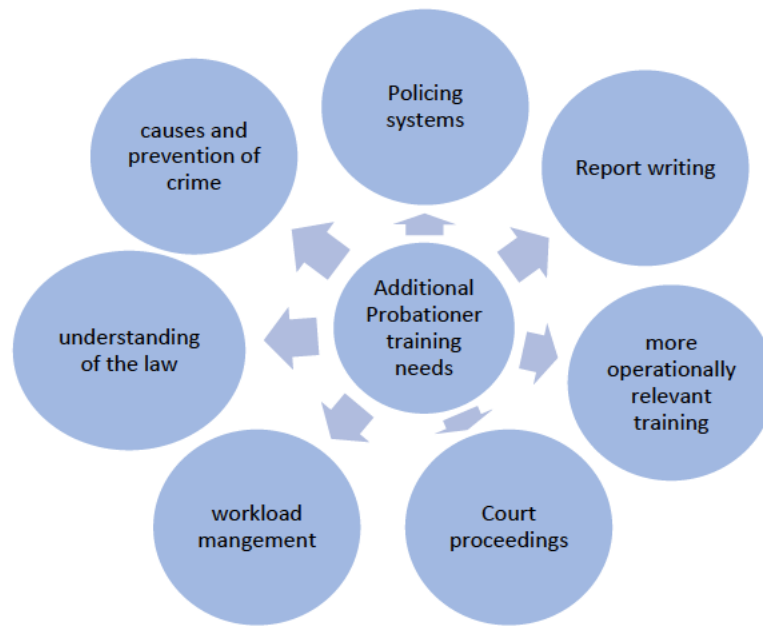 Policing
systems
Report writing
more
operationally
relevant
training
Court
proceedings
workload
mangement
understanding
of the law
causes and
prevention of
crime
Additional
Probationer
training
needs